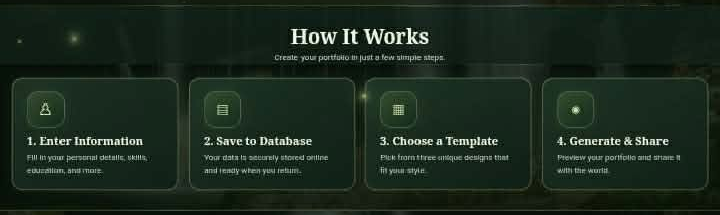 How It Works
Create your portfolio in just a few simple steps.
1. Enter Information
Fill in your personal details, skills,
education, and more.
2. Save to Database
Your data is securely stored online
and ready when you return.
3. Choose a Template
Pick from three unique designs that
fit your style.
4. Generate & Share
Preview your portfolio and share it
with the world.